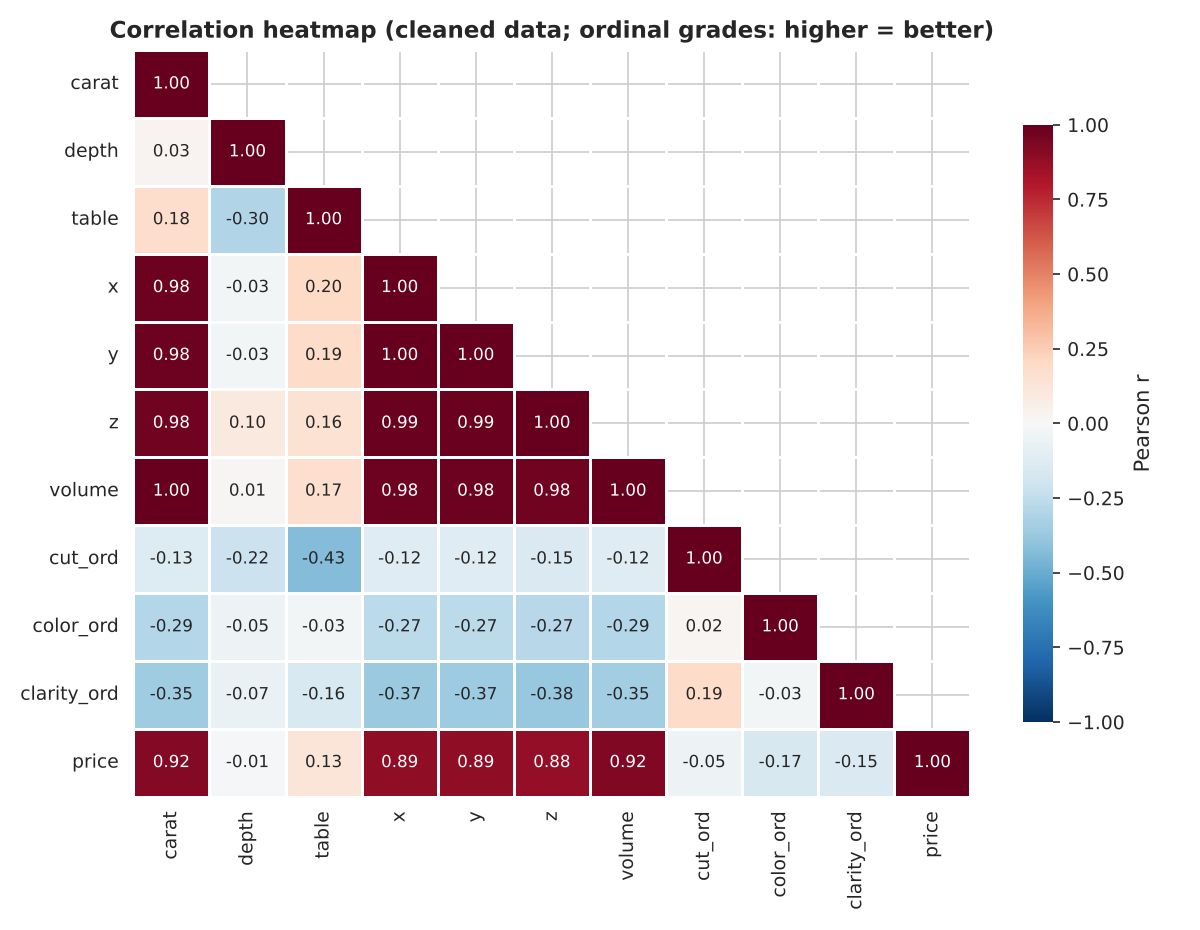 Correlation heatmap (cleaned data; ordinal grades: higher = better)
carat 1.00
depth 0.03 1.00
table 0.18 -0.30 1.00
x 0.98 -0.03 0.20 1.00
y 0.98 -0.03 0.19 1.00 1.00
z 0.98 0.10 0.16 0.99 0.99 1.00
volume 1.00 0.01 0.17 0.98 0.98 0.98 1.00
cut_ord -0.13 -0.22 -0.43 -0.12 -0.12 -0.15 -0.12 1.00
color_ord -0.29 -0.05 -0.03 -0.27 -0.27 -0.27 -0.29 0.02 1.00
clarity_ord -0.35 -0.07 -0.16 -0.37 -0.37 -0.38 -0.35 0.19 -0.03 1.00
price 0.92 -0.01 0.13 0.89 0.89 0.88 0.92 -0.05 -0.17 -0.15 1.00
carat depth table x y z volume cut_ord color_ord clarity_ord price
1.00
0.75
0.50
0.25
0.00
−0.25
−0.50
−0.75
−1.00
Pearson r